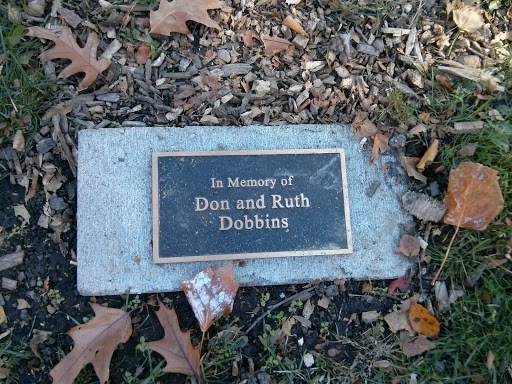 In Memory of
Don and Ruth
Dobbins